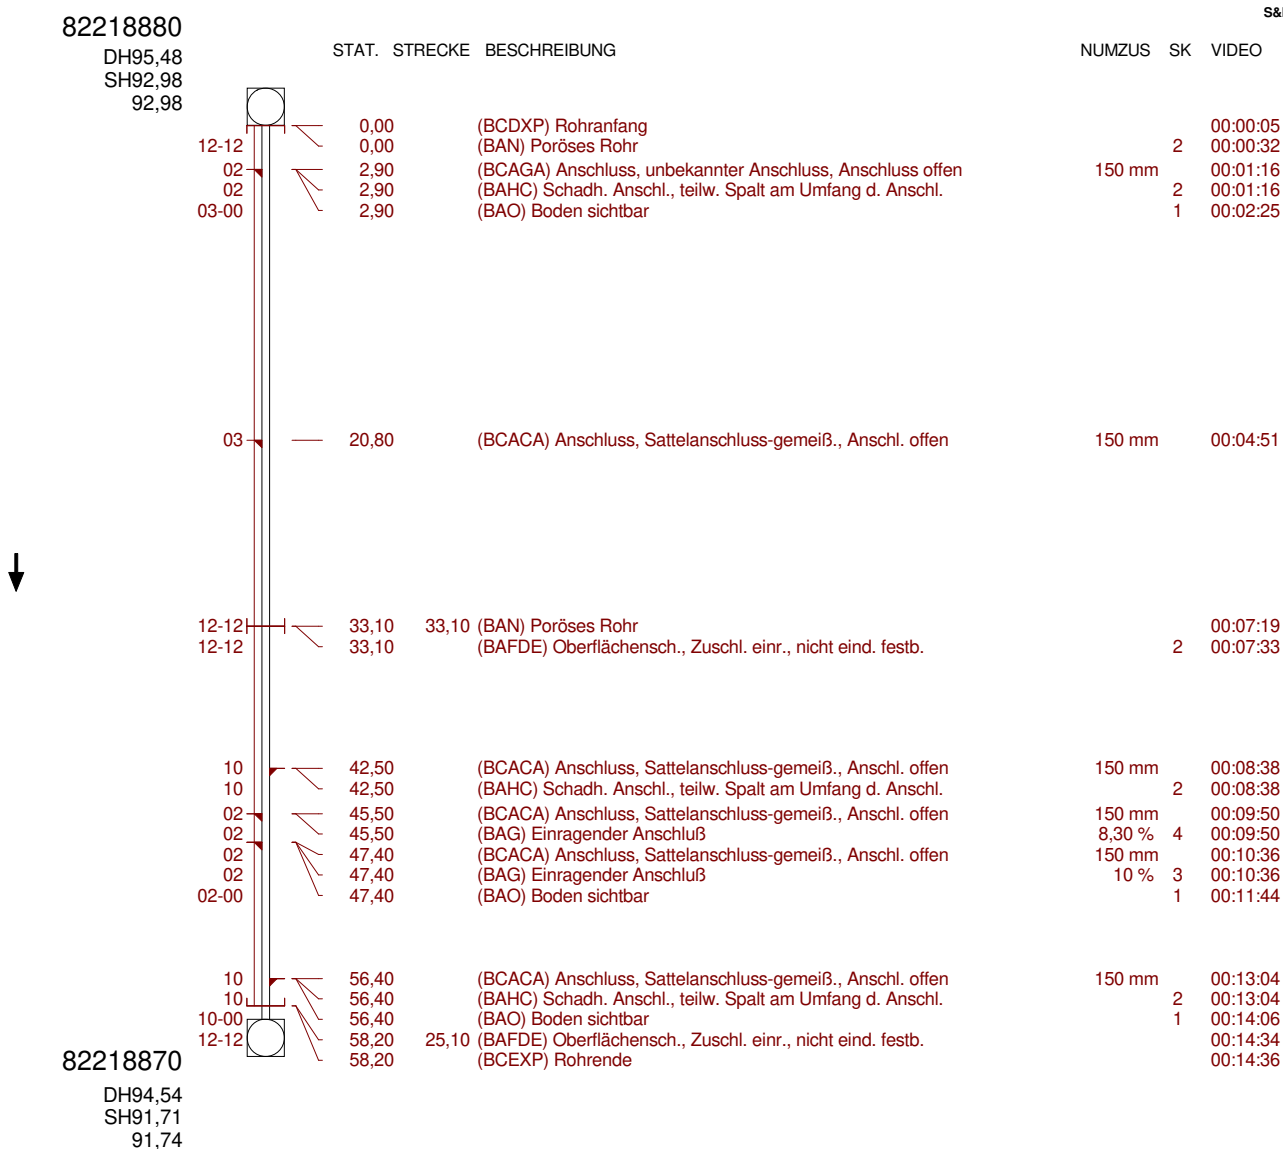 S&
82218880
DH95,48
SH92,98
92,98
STAT. STRECKE BESCHREIBUNG NUMZUS SK VIDEO
0,00 (BCDXP) Rohranfang 00:00:05
12-12 0,00 (BAN) Poröses Rohr 2 00:00:32
02 2,90 (BCAGA) Anschluss, unbekannter Anschluss, Anschluss offen 150 mm 00:01:16
02 2,90 (BAHC) Schadh. Anschl., teilw. Spalt am Umfang d. Anschl. 2 00:01:16
03-00 2,90 (BAO) Boden sichtbar 1 00:02:25
03 20,80 (BCACA) Anschluss, Sattelanschluss-gemeiß., Anschl. offen 150 mm 00:04:51
12-12 33,10 33,10 (BAN) Poröses Rohr 00:07:19
12-12 33,10 (BAFDE) Oberflächensch., Zuschl. einr., nicht eind. festb. 2 00:07:33
10 42,50 (BCACA) Anschluss, Sattelanschluss-gemeiß., Anschl. offen 150 mm 00:08:38
10 42,50 (BAHC) Schadh. Anschl., teilw. Spalt am Umfang d. Anschl. 2 00:08:38
02 45,50 (BCACA) Anschluss, Sattelanschluss-gemeiß., Anschl. offen 150 mm 00:09:50
02 45,50 (BAG) Einragender Anschluß 8,30 % 4 00:09:50
02 47,40 (BCACA) Anschluss, Sattelanschluss-gemeiß., Anschl. offen 150 mm 00:10:36
02 47,40 (BAG) Einragender Anschluß 10 % 3 00:10:36
02-00 47,40 (BAO) Boden sichtbar 1 00:11:44
10 56,40 (BCACA) Anschluss, Sattelanschluss-gemeiß., Anschl. offen 150 mm 00:13:04
10 56,40 (BAHC) Schadh. Anschl., teilw. Spalt am Umfang d. Anschl. 2 00:13:04
10-00 56,40 (BAO) Boden sichtbar 1 00:14:06
12-12 58,20 25,10 (BAFDE) Oberflächensch., Zuschl. einr., nicht eind. festb. 00:14:34
58,20 (BCEXP) Rohrende 00:14:36
82218870
DH94,54
SH91,71
91,74